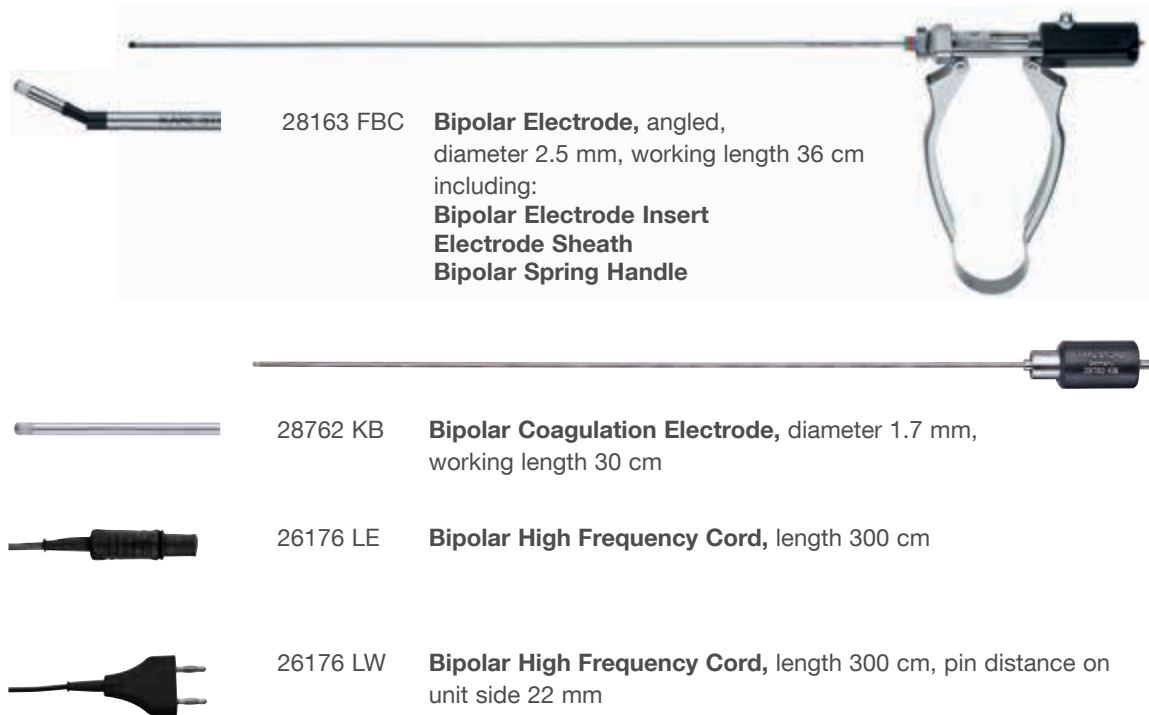 28163 FBC Bipolar Electrode, angled,
diameter 2.5 mm, working length 36 cm
including:
Bipolar Electrode Insert
Electrode Sheath
Bipolar Spring Handle
28762 KB
28762 KB Bipolar Coagulation Electrode, diameter 1.7 mm,
working length 30 cm
26176 LE Bipolar High Frequency Cord, length 300 cm
26176 LW Bipolar High Frequency Cord, length 300 cm, pin distance on
unit side 22 mm